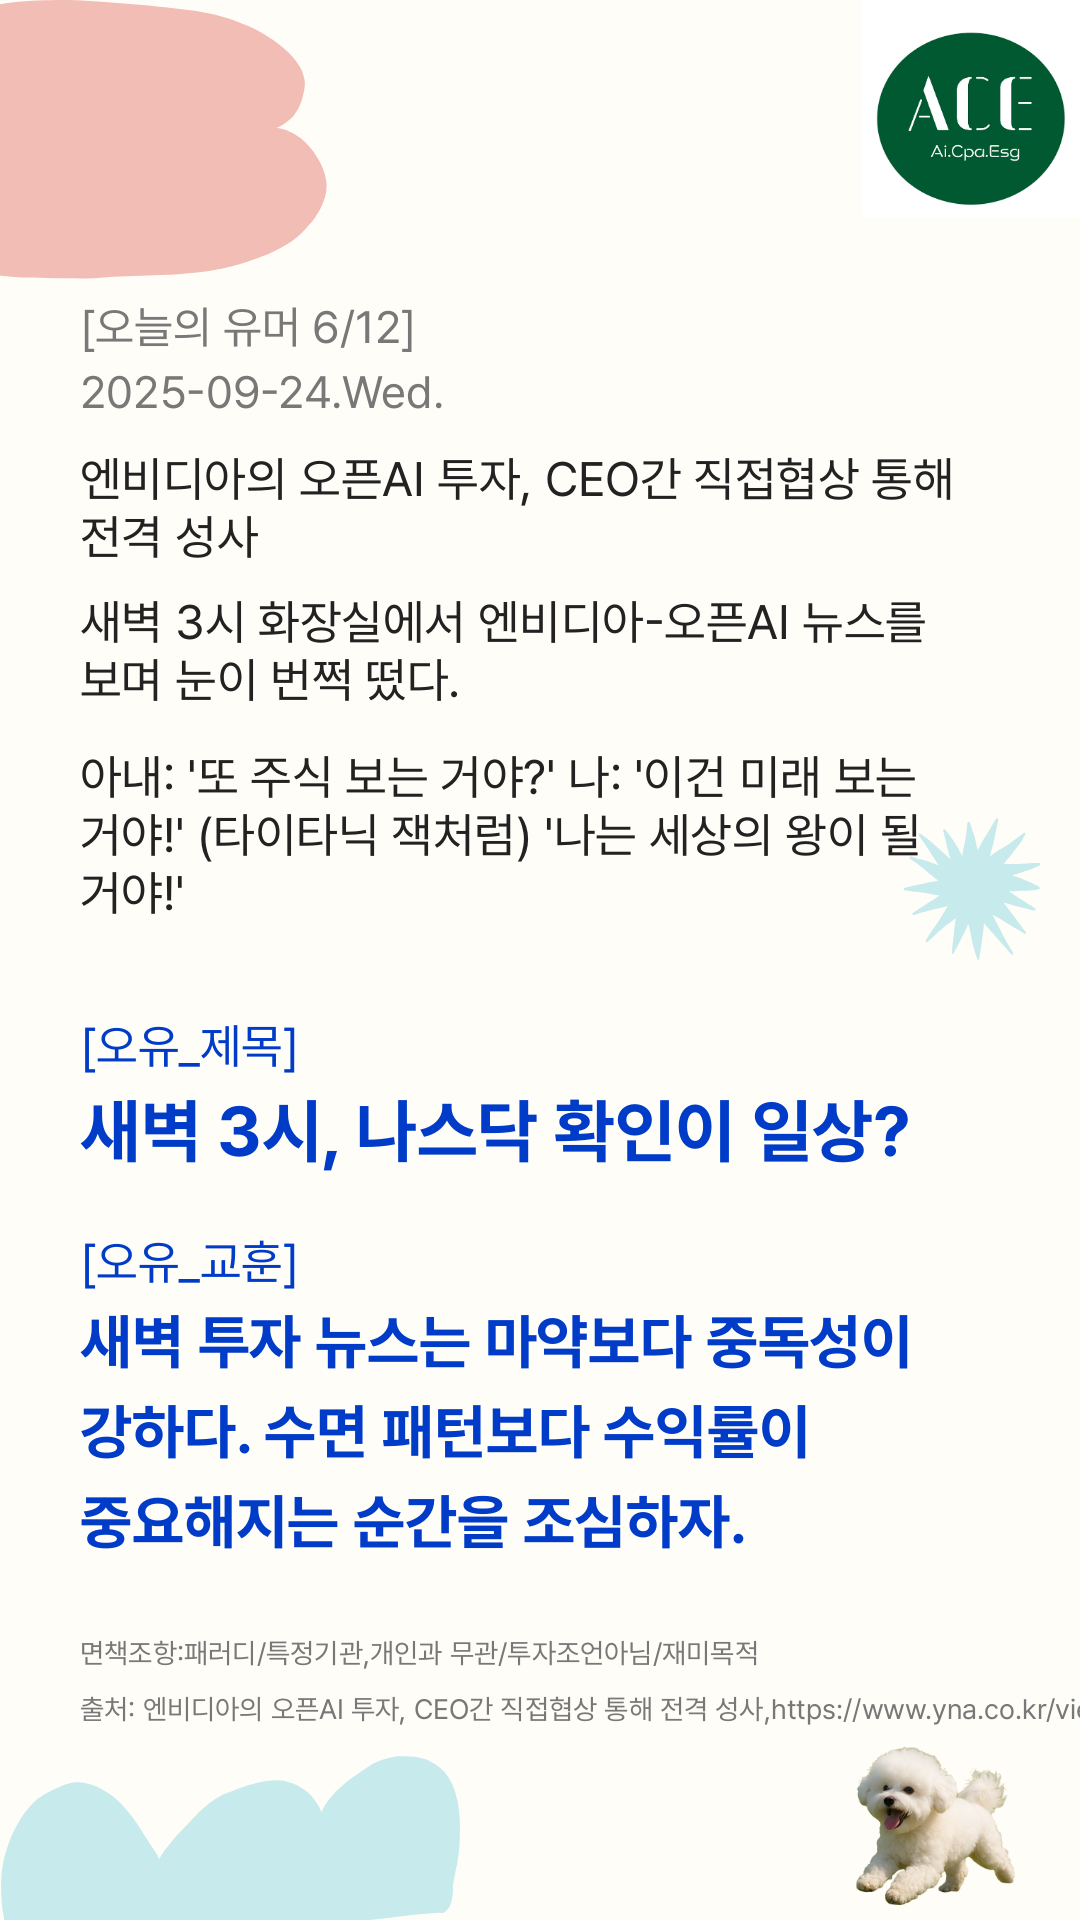 ACE
Ai.Cpa.Esg
[오늘의 유머 6/12]
2025-09-24.Wed.
엔비디아의 오픈AI 투자, CEO간 직접협상 통해
전격 성사
새벽 3시 화장실에서 엔비디아-오픈AI 뉴스를
보며 눈이 번쩍 떴다.
아내: '또 주식 보는 거야?' 나: '이건 미래 보는
거야!' (타이타닉 잭처럼) '나는 세상의 왕이 될
거야!'
[오유_제목]
새벽 3시, 나스닥 확인이 일상?
[오유_교훈]
새벽 투자 뉴스는 마약보다 중독성이
강하다. 수면 패턴보다 수익률이
중요해지는 순간을 조심하자.
면책조항:패러디/특정기관,개인과 무관/투자조언아님/재미목적
출처: 엔비디아의 오픈AI 투자, CEO간 직접협상 통해 전격 성사,https://www.yna.co.kr/vi